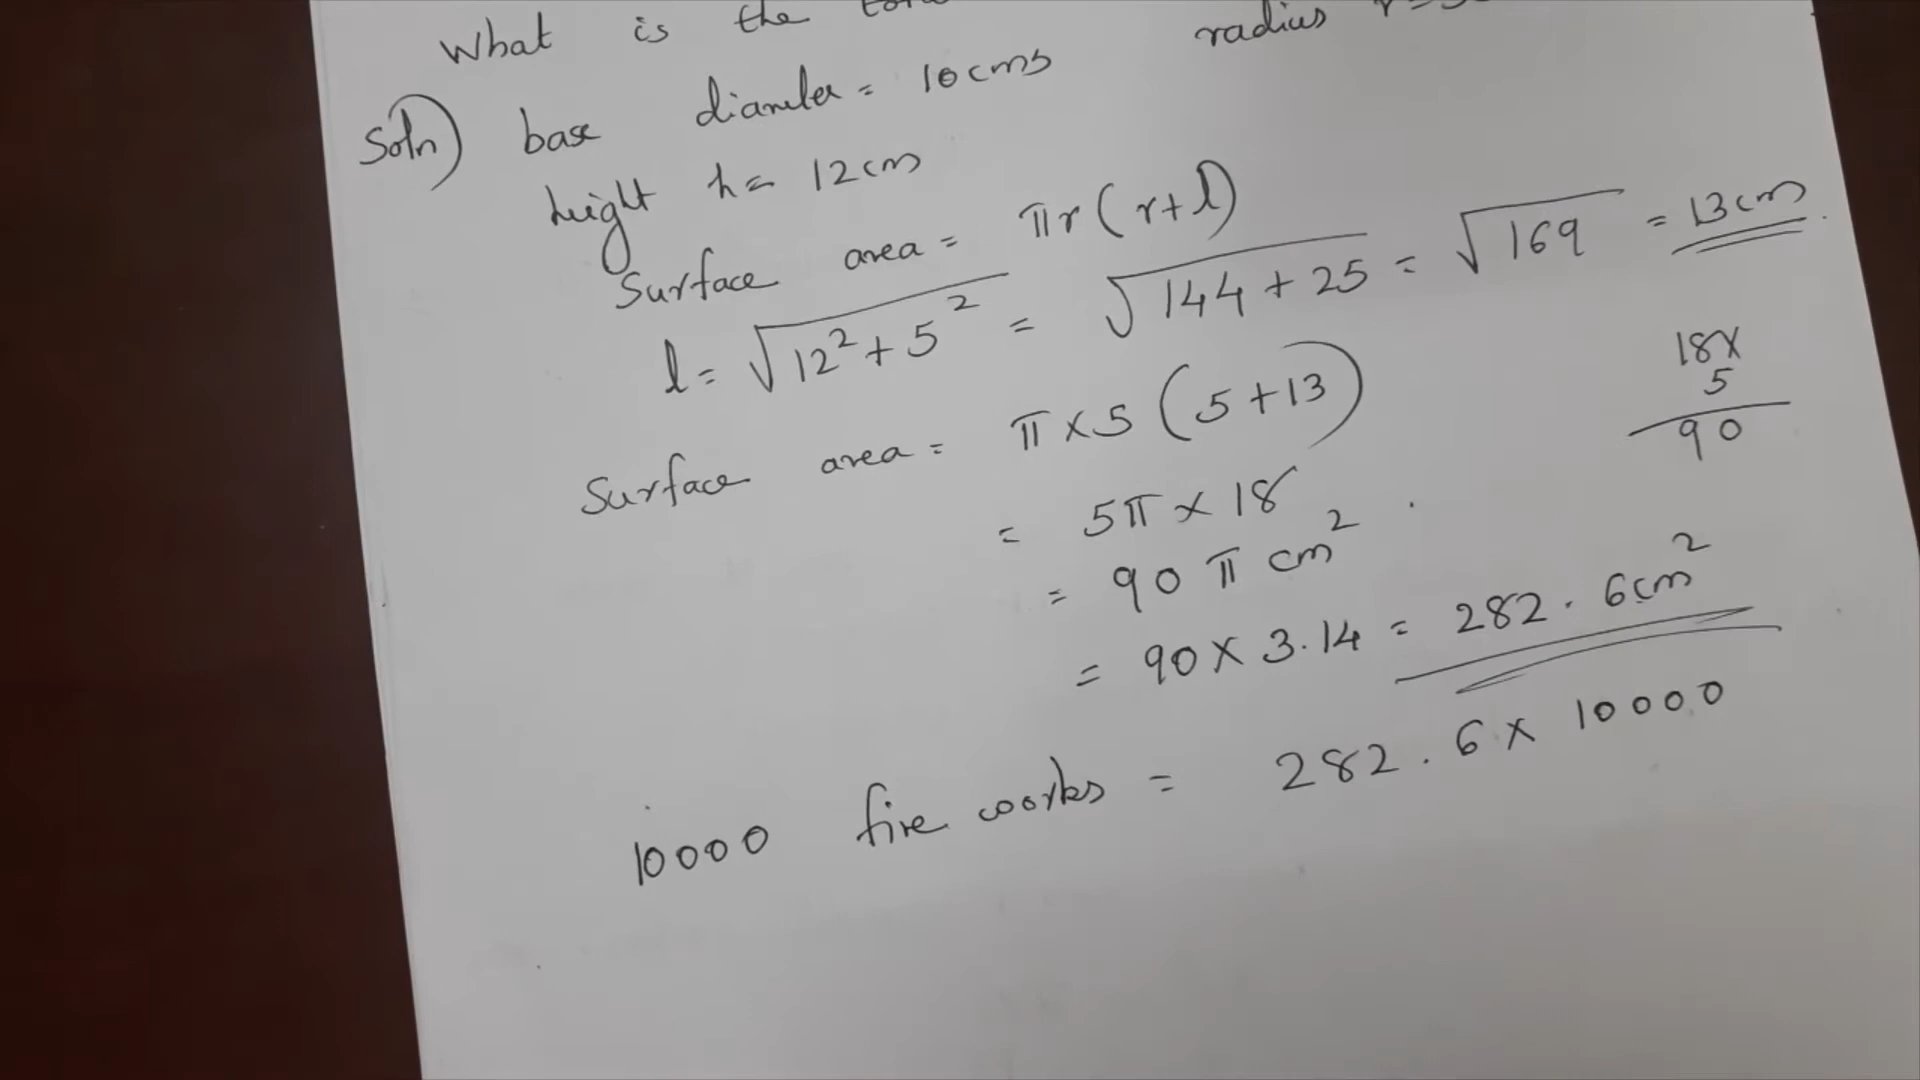 What is the
radius r=
Soln) base diameter = 10cms
height h= 12cm
Surface area = πr(r+l)
l= √12²+5² = √144+25 = √169 = 13cm
Surface area = π×5(5+13)
18×
5
90
= 5π×18
= 90π cm²
= 90×3.14 = 282.6cm²
10000 fire works = 282.6×10000